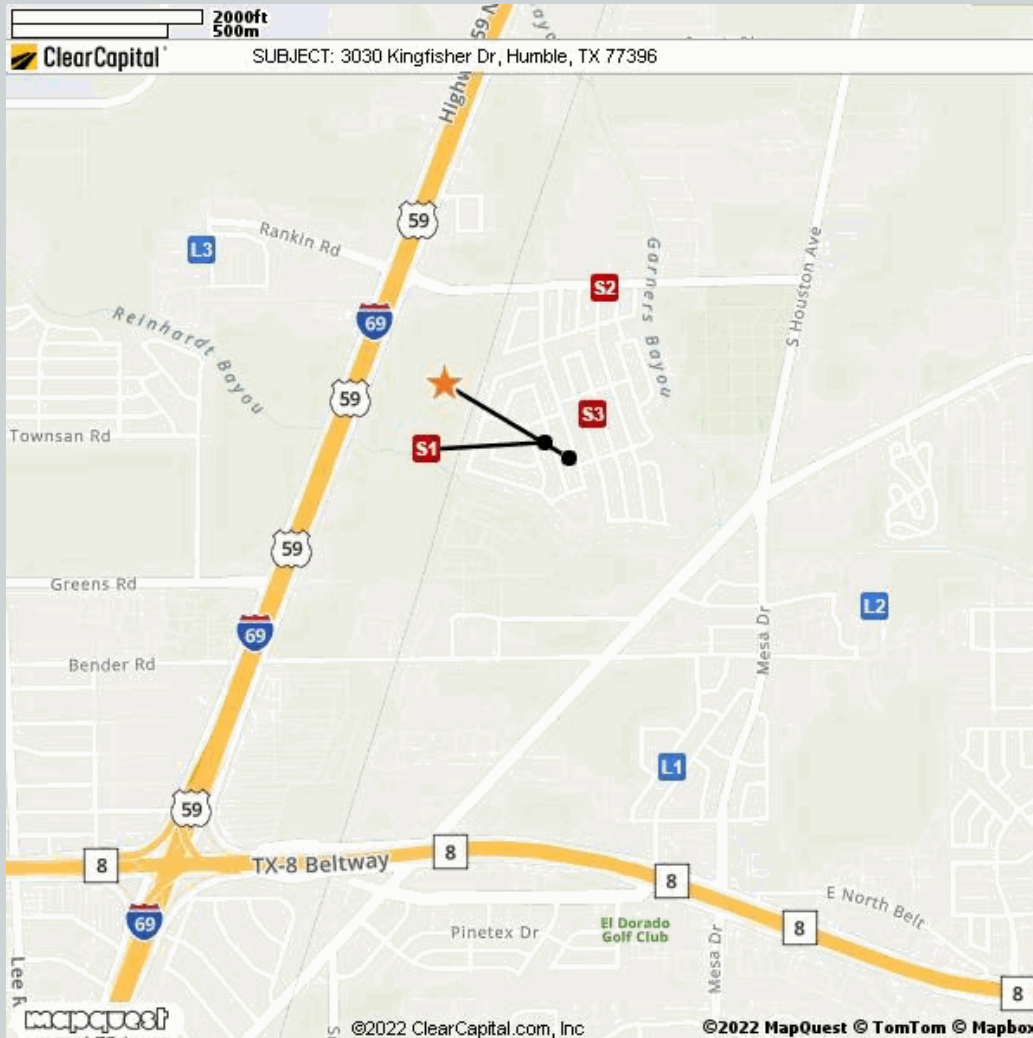 2000ft
500m
ClearCapital
SUBJECT: 3030 Kingfisher Dr, Humble, TX 77396
59 N
Highw
59
Rankin Rd
L3
S2
Garners Bayou
S Houston Ave
69
Reinhardt Bayou
59
Townsan Rd
S3
S1
59
Greens Rd
L2
69
Bender Rd
Mesa Dr
L1
59
8
TX-8 Beltway
8
8
69
E North Belt
El Dorado
Golf Club
Pinetex Dr
8
Mesa Dr
Lee R
8
mapquest
©2022 ClearCapital.com, Inc
©2022 MapQuest © TomTom © Mapbox